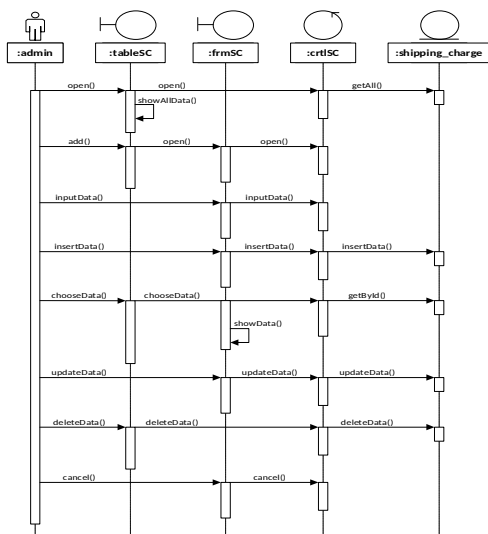 :admin :tableSC :frmSC :crtlSC :shipping_charge
open() open() getAll()
showAllData()
add() open() open()
inputData() inputData()
insertData() insertData() insertData()
chooseData() chooseData() getById()
showData()
updateData() updateData() updateData()
deleteData() deleteData() deleteData()
cancel() cancel()